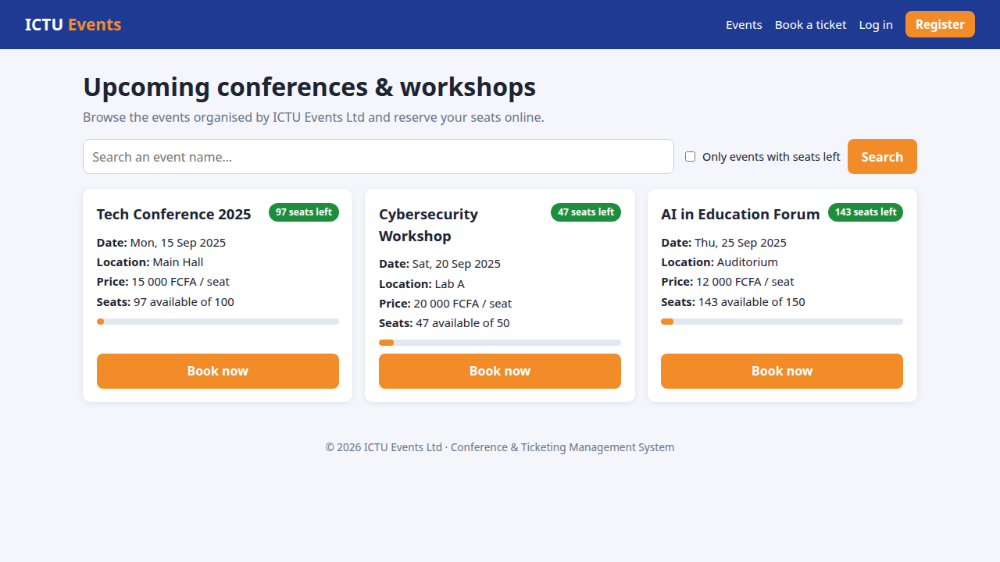 ICTU Events
Events
Book a ticket
Log in
Register
Upcoming conferences & workshops
Browse the events organised by ICTU Events Ltd and reserve your seats online.
Search an event name...
Only events with seats left
Search
Tech Conference 2025
97 seats left
Date: Mon, 15 Sep 2025
Location: Main Hall
Price: 15 000 FCFA / seat
Seats: 97 available of 100
Book now
Cybersecurity
Workshop
47 seats left
Date: Sat, 20 Sep 2025
Location: Lab A
Price: 20 000 FCFA / seat
Seats: 47 available of 50
Book now
AI in Education Forum
143 seats left
Date: Thu, 25 Sep 2025
Location: Auditorium
Price: 12 000 FCFA / seat
Seats: 143 available of 150
Book now
© 2026 ICTU Events Ltd · Conference & Ticketing Management System